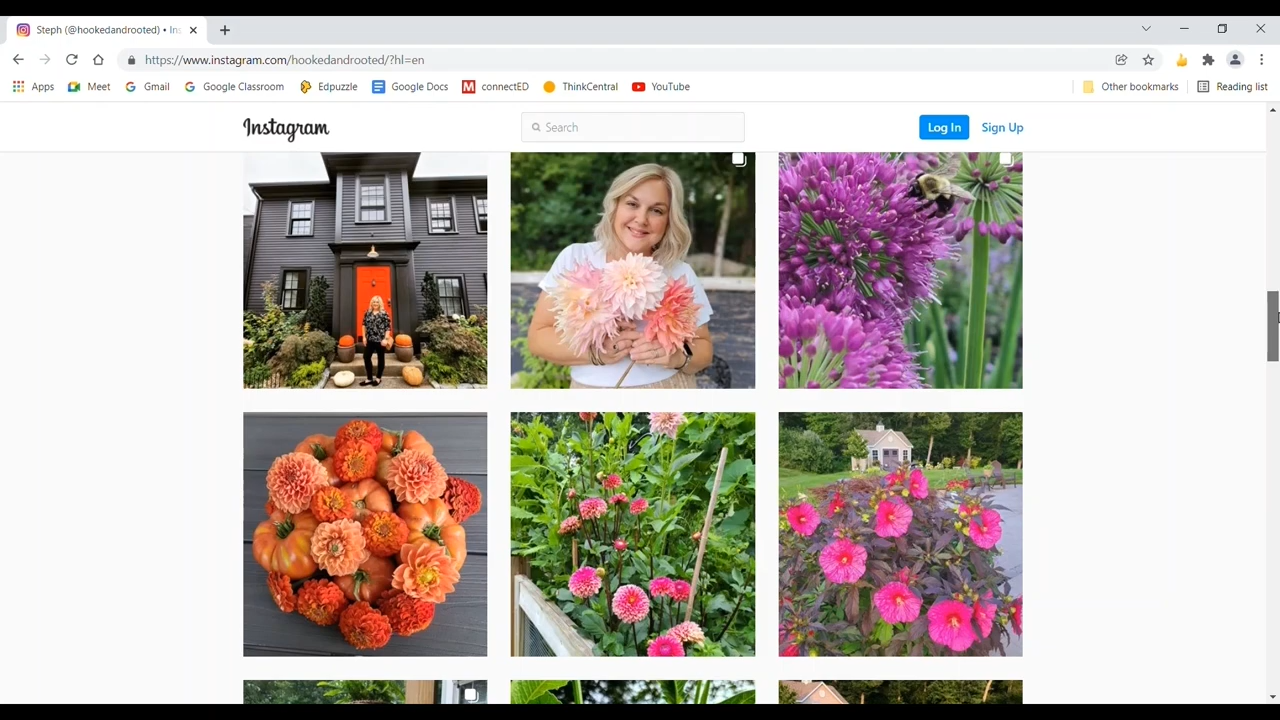 Steph (@hookedandrooted) • In
https://www.instagram.com/hookedandrooted/?hl=en
Apps Meet Gmail Google Classroom Edpuzzle Google Docs connectED ThinkCentral YouTube Other bookmarks Reading list
Instagram Search Log In Sign Up